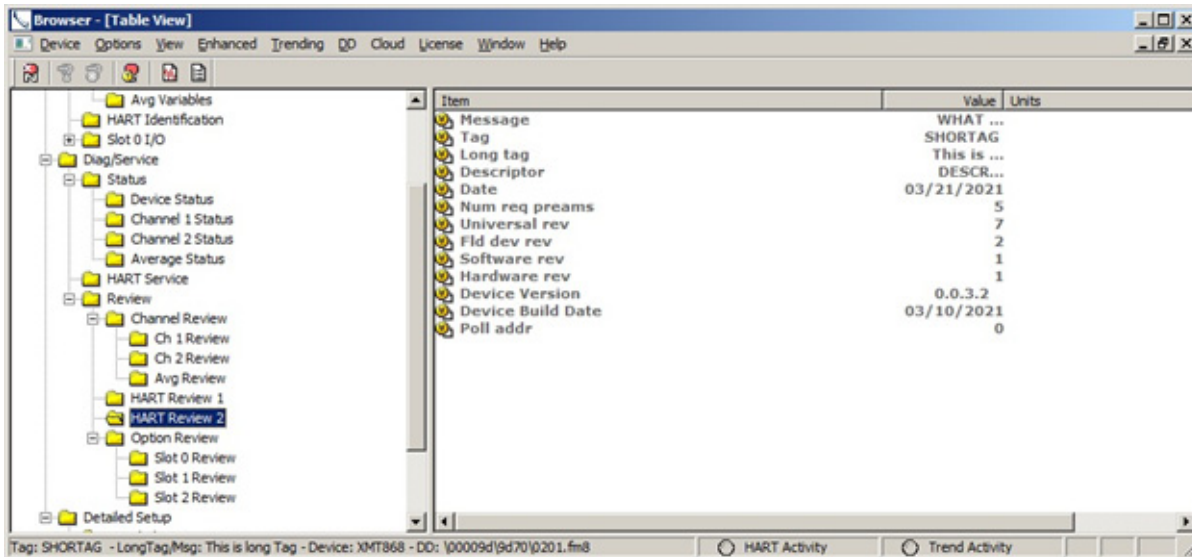 Browser - [Table View]
Device Options View Enhanced Trending DD Cloud License Window Help
Avg Variables
HART Identification
Slot 0 I/O
Diag/Service
Status
Device Status
Channel 1 Status
Channel 2 Status
Average Status
HART Service
Review
Channel Review
Ch 1 Review
Ch 2 Review
Avg Review
HART Review 1
HART Review 2
Option Review
Slot 0 Review
Slot 1 Review
Slot 2 Review
Detailed Setup
Item Value Units
Message WHAT ...
Tag SHORTAG
Long tag This is ...
Descriptor DESCR...
Date 03/21/2021
Num req preams 5
Universal rev 7
Fld dev rev 2
Software rev 1
Hardware rev 1
Device Version 0.0.3.2
Device Build Date 03/10/2021
Poll addr 0
Tag: SHORTAG - LongTag/Msg: This is long Tag - Device: XMT868 - DD: \00009d\9d70\0201.fm8 HART Activity Trend Activity